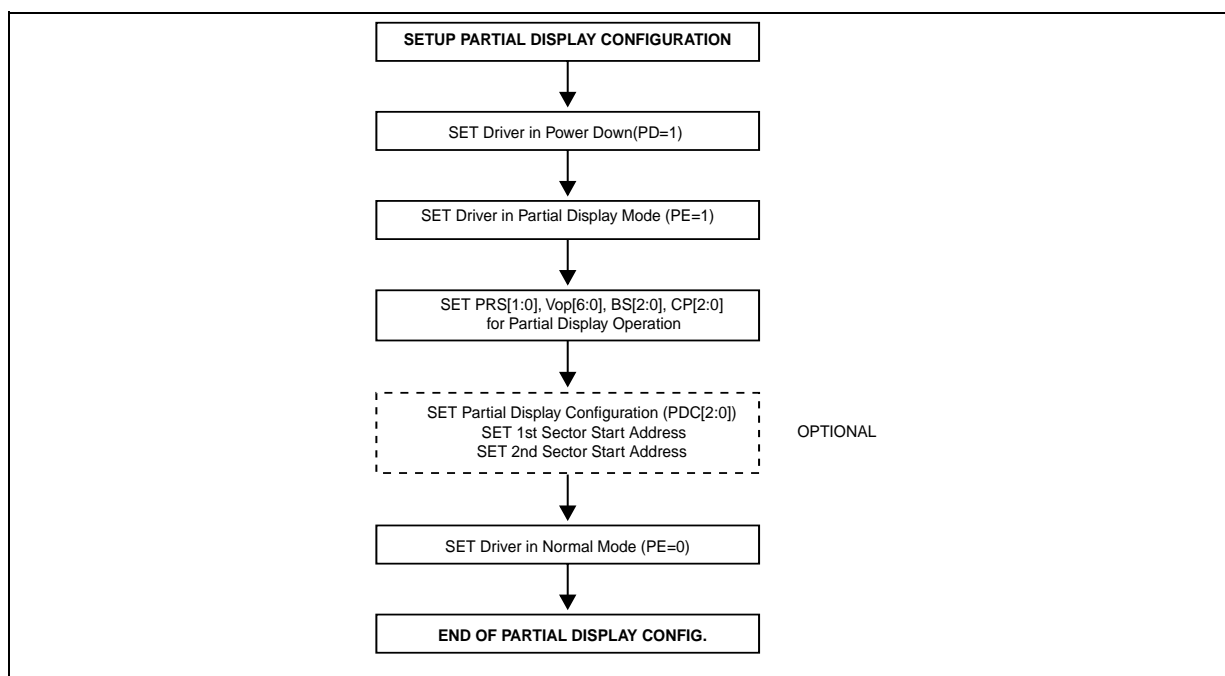 SETUP PARTIAL DISPLAY CONFIGURATION
SET Driver in Power Down(PD=1)
SET Driver in Partial Display Mode (PE=1)
SET PRS[1:0], Vop[6:0], BS[2:0], CP[2:0]
for Partial Display Operation
SET Partial Display Configuration (PDC[2:0])
SET 1st Sector Start Address
SET 2nd Sector Start Address
OPTIONAL
SET Driver in Normal Mode (PE=0)
END OF PARTIAL DISPLAY CONFIG.